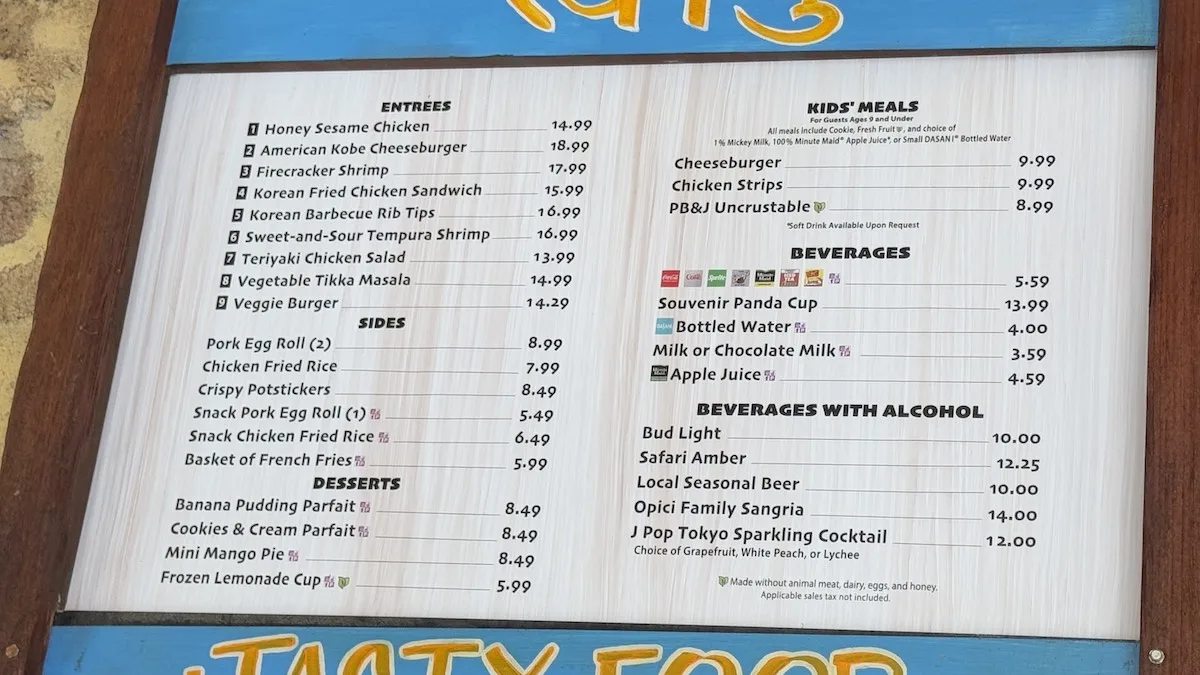 ENTREES
1 Honey Sesame Chicken 14.99
2 American Kobe Cheeseburger 18.99
3 Firecracker Shrimp 17.99
4 Korean Fried Chicken Sandwich 15.99
5 Korean Barbecue Rib Tips 16.99
6 Sweet-and-Sour Tempura Shrimp 16.99
7 Teriyaki Chicken Salad 13.99
8 Vegetable Tikka Masala 14.99
9 Veggie Burger 14.29
SIDES
Pork Egg Roll (2) 8.99
Chicken Fried Rice 7.99
Crispy Potstickers 8.49
Snack Pork Egg Roll (1) 5.49
Snack Chicken Fried Rice 6.49
Basket of French Fries 5.99
DESSERTS
Banana Pudding Parfait 8.49
Cookies & Cream Parfait 8.49
Mini Mango Pie 8.49
Frozen Lemonade Cup 5.99
KIDS' MEALS
For Guests Ages 9 and Under
All meals include Cookie, Fresh Fruit, and choice of
1% Mickey Milk, 100% Minute Maid® Apple Juice*, or Small DASANI® Bottled Water
Cheeseburger 9.99
Chicken Strips 9.99
PB&J Uncrustable 8.99
*Soft Drink Available Upon Request
BEVERAGES
Coca-Cola Sprite 5.59
Souvenir Panda Cup 13.99
DASANI Bottled Water 4.00
Milk or Chocolate Milk 3.59
Minute Maid Apple Juice 4.59
BEVERAGES WITH ALCOHOL
Bud Light 10.00
Safari Amber 12.25
Local Seasonal Beer 10.00
Opici Family Sangria 14.00
J Pop Tokyo Sparkling Cocktail 12.00
Choice of Grapefruit, White Peach, or Lychee
Made without animal meat, dairy, eggs, and honey.
Applicable sales tax not included.
TASTY FOOD